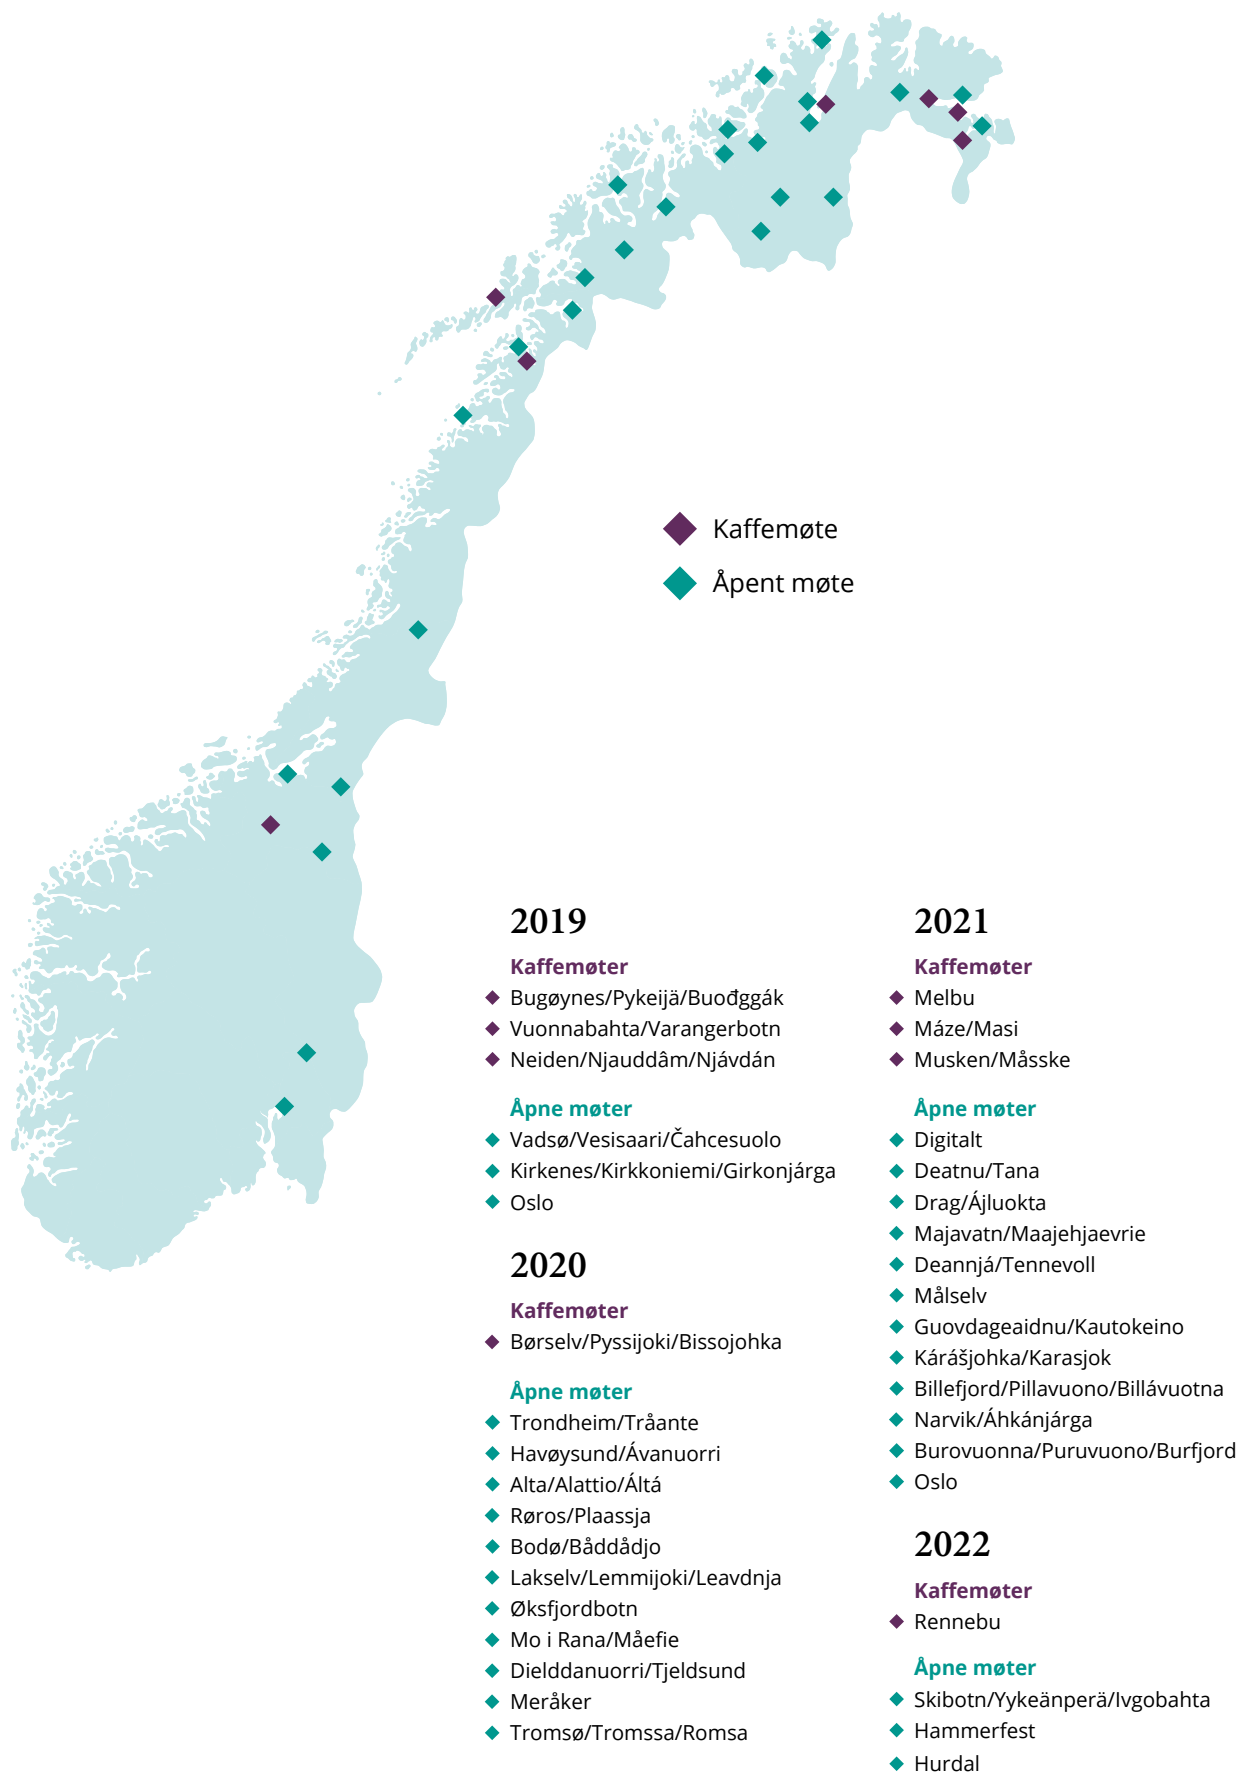 Kaffemøte
Åpent møte
2019
Kaffemøter
Bugøynes/Pykeijä/Buođggák
Vuonnabahta/Varangerbotn
Neiden/Njauddâm/Njávdán
Åpne møter
Vadsø/Vesisaari/Čahcesuolo
Kirkenes/Kirkkoniemi/Girkonjárga
Oslo
2020
Kaffemøter
Børselv/Pyssijoki/Bissojohka
Åpne møter
Trondheim/Tråante
Havøysund/Ávanuorri
Alta/Alattio/Áltá
Røros/Plaassja
Bodø/Båddådjo
Lakselv/Lemmijoki/Leavdnja
Øksfjordbotn
Mo i Rana/Måefie
Dielddanuorri/Tjeldsund
Meråker
Tromsø/Tromssa/Romsa
2021
Kaffemøter
Melbu
Máze/Masi
Musken/Måsske
Åpne møter
Digitalt
Deatnu/Tana
Drag/Ájluokta
Majavatn/Maajehjaevrie
Deannjá/Tennevoll
Målselv
Guovdageaidnu/Kautokeino
Kárášjohka/Karasjok
Billefjord/Pillavuono/Billávuotna
Narvik/Áhkánjárga
Burovuonna/Puruvuono/Burfjord
Oslo
2022
Kaffemøter
Rennebu
Åpne møter
Skibotn/Yykeänperä/Ivgobahta
Hammerfest
Hurdal